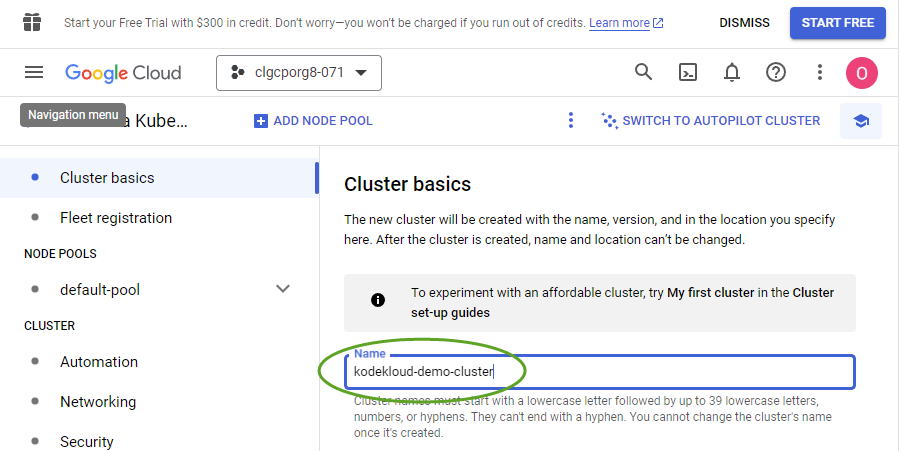 Start your Free Trial with $300 in credit. Don't worry—you won't be charged if you run out of credits. Learn more
DISMISS
START FREE
Google Cloud
clgcporg8-071
O
Navigation menu
a Kube...
ADD NODE POOL
SWITCH TO AUTOPILOT CLUSTER
Cluster basics
Fleet registration
NODE POOLS
default-pool
CLUSTER
Automation
Networking
Security
Cluster basics
The new cluster will be created with the name, version, and in the location you specify
here. After the cluster is created, name and location can't be changed.
To experiment with an affordable cluster, try My first cluster in the Cluster
set-up guides
Name
kodekloud-demo-cluster
Cluster names must start with a lowercase letter followed by up to 39 lowercase letters,
numbers, or hyphens. They can't end with a hyphen. You cannot change the cluster's name
once it's created.